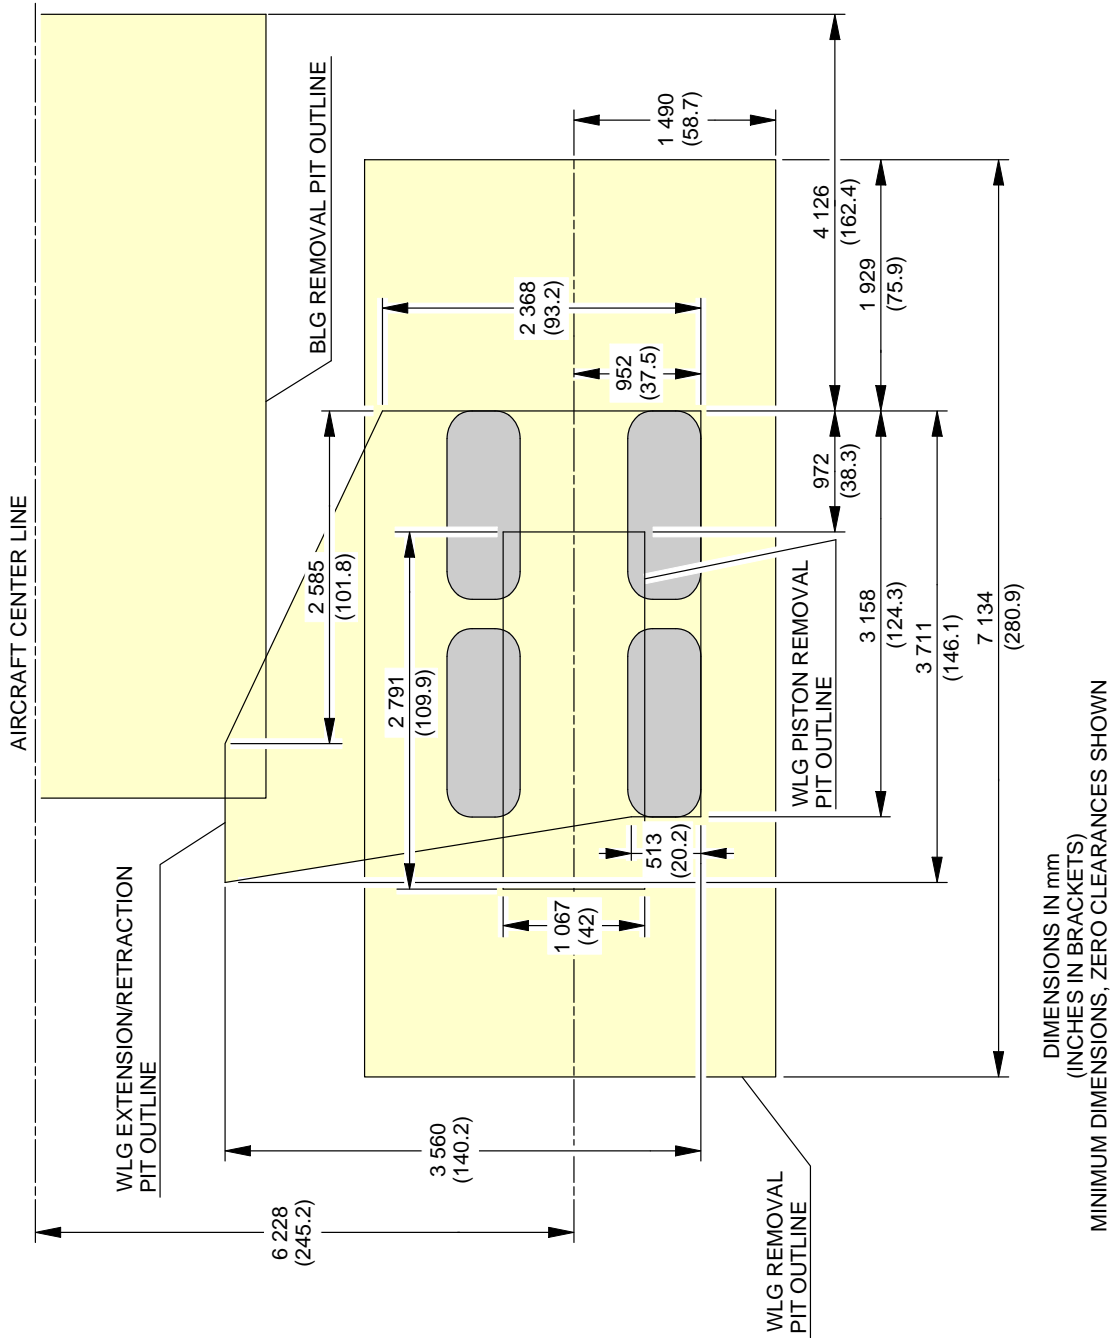 AIRCRAFT CENTER LINE
BLG REMOVAL PIT OUTLINE
WLG EXTENSION/RETRACTION
PIT OUTLINE
6 228
(245.2)
3 560
(140.2)
2 585
(101.8)
2 791
(109.9)
1 067
(42)
2 368
(93.2)
952
(37.5)
513
(20.2)
1 490
(58.7)
4 126
(162.4)
1 929
(75.9)
972
(38.3)
3 158
(124.3)
3 711
(146.1)
7 134
(280.9)
WLG PISTON REMOVAL
PIT OUTLINE
WLG REMOVAL
PIT OUTLINE
DIMENSIONS IN mm
(INCHES IN BRACKETS)
MINIMUM DIMENSIONS, ZERO CLEARANCES SHOWN